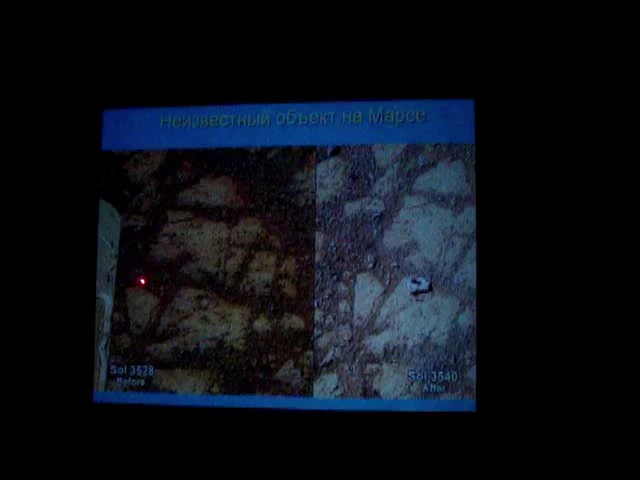 Неизвестный объект на Марсе
Sol 3528
Before
Sol 3540
After